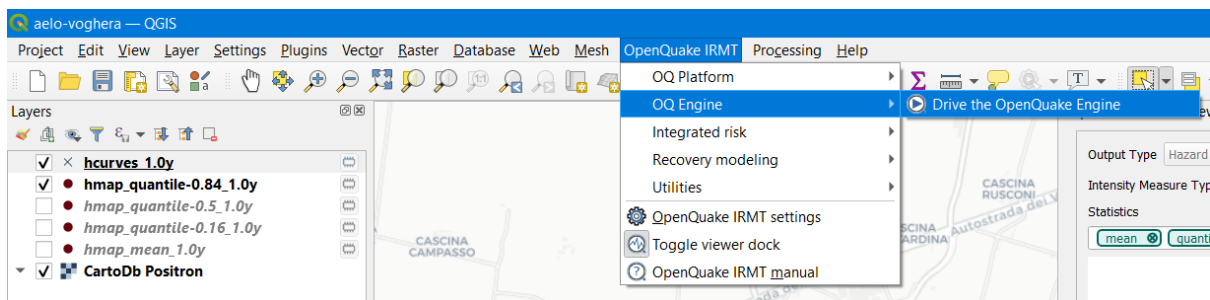 aelo-voghera — QGIS
Project Edit View Layer Settings Plugins Vector Raster Database Web Mesh OpenQuake IRMT Processing Help
OQ Platform
OQ Engine
Drive the OpenQuake Engine
Integrated risk
Recovery modeling
Utilities
OpenQuake IRMT settings
Toggle viewer dock
OpenQuake IRMT manual
Layers
hcurves_1.0y
hmap_quantile-0.84_1.0y
hmap_quantile-0.5_1.0y
hmap_quantile-0.16_1.0y
hmap_mean_1.0y
CartoDb Positron
CASCINA
CAMPASSO
CASCINA
RUSCONI
Autostrada dei
Output Type Hazard
Intensity Measure Typ
Statistics
mean quanti